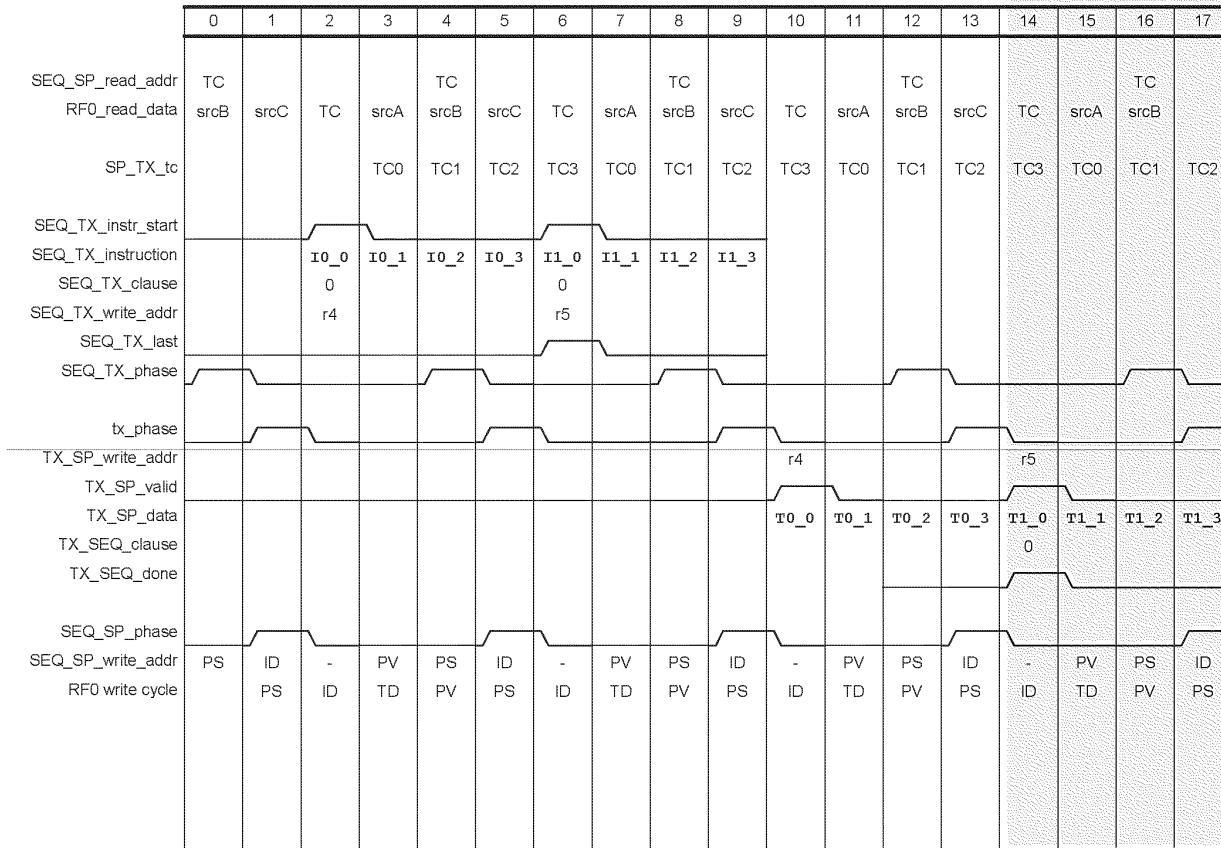 0 1 2 3 4 5 6 7 8 9 10 11 12 13 14 15 16 17
SEQ_SP_read_addr TC TC TC TC TC
RF0_read_data srcB srcC TC srcA srcB srcC TC srcA srcB srcC TC srcA srcB srcC TC srcA srcB
SP_TX_tc TC0 TC1 TC2 TC3 TC0 TC1 TC2 TC3 TC0 TC1 TC2 TC3 TC0 TC1 TC2
SEQ_TX_instr_start
SEQ_TX_instruction I0_0 I0_1 I0_2 I0_3 I1_0 I1_1 I1_2 I1_3
SEQ_TX_clause 0 0
SEQ_TX_write_addr r4 r5
SEQ_TX_last
SEQ_TX_phase
tx_phase
TX_SP_write_addr r4 r5
TX_SP_valid
TX_SP_data T0_0 T0_1 T0_2 T0_3 T1_0 T1_1 T1_2 T1_3
TX_SEQ_clause 0
TX_SEQ_done
SEQ_SP_phase
SEQ_SP_write_addr PS ID - PV PS ID - PV PS ID - PV PS ID - PV PS ID
RF0 write cycle PS ID TD PV PS ID TD PV PS ID TD PV PS ID TD PV PS